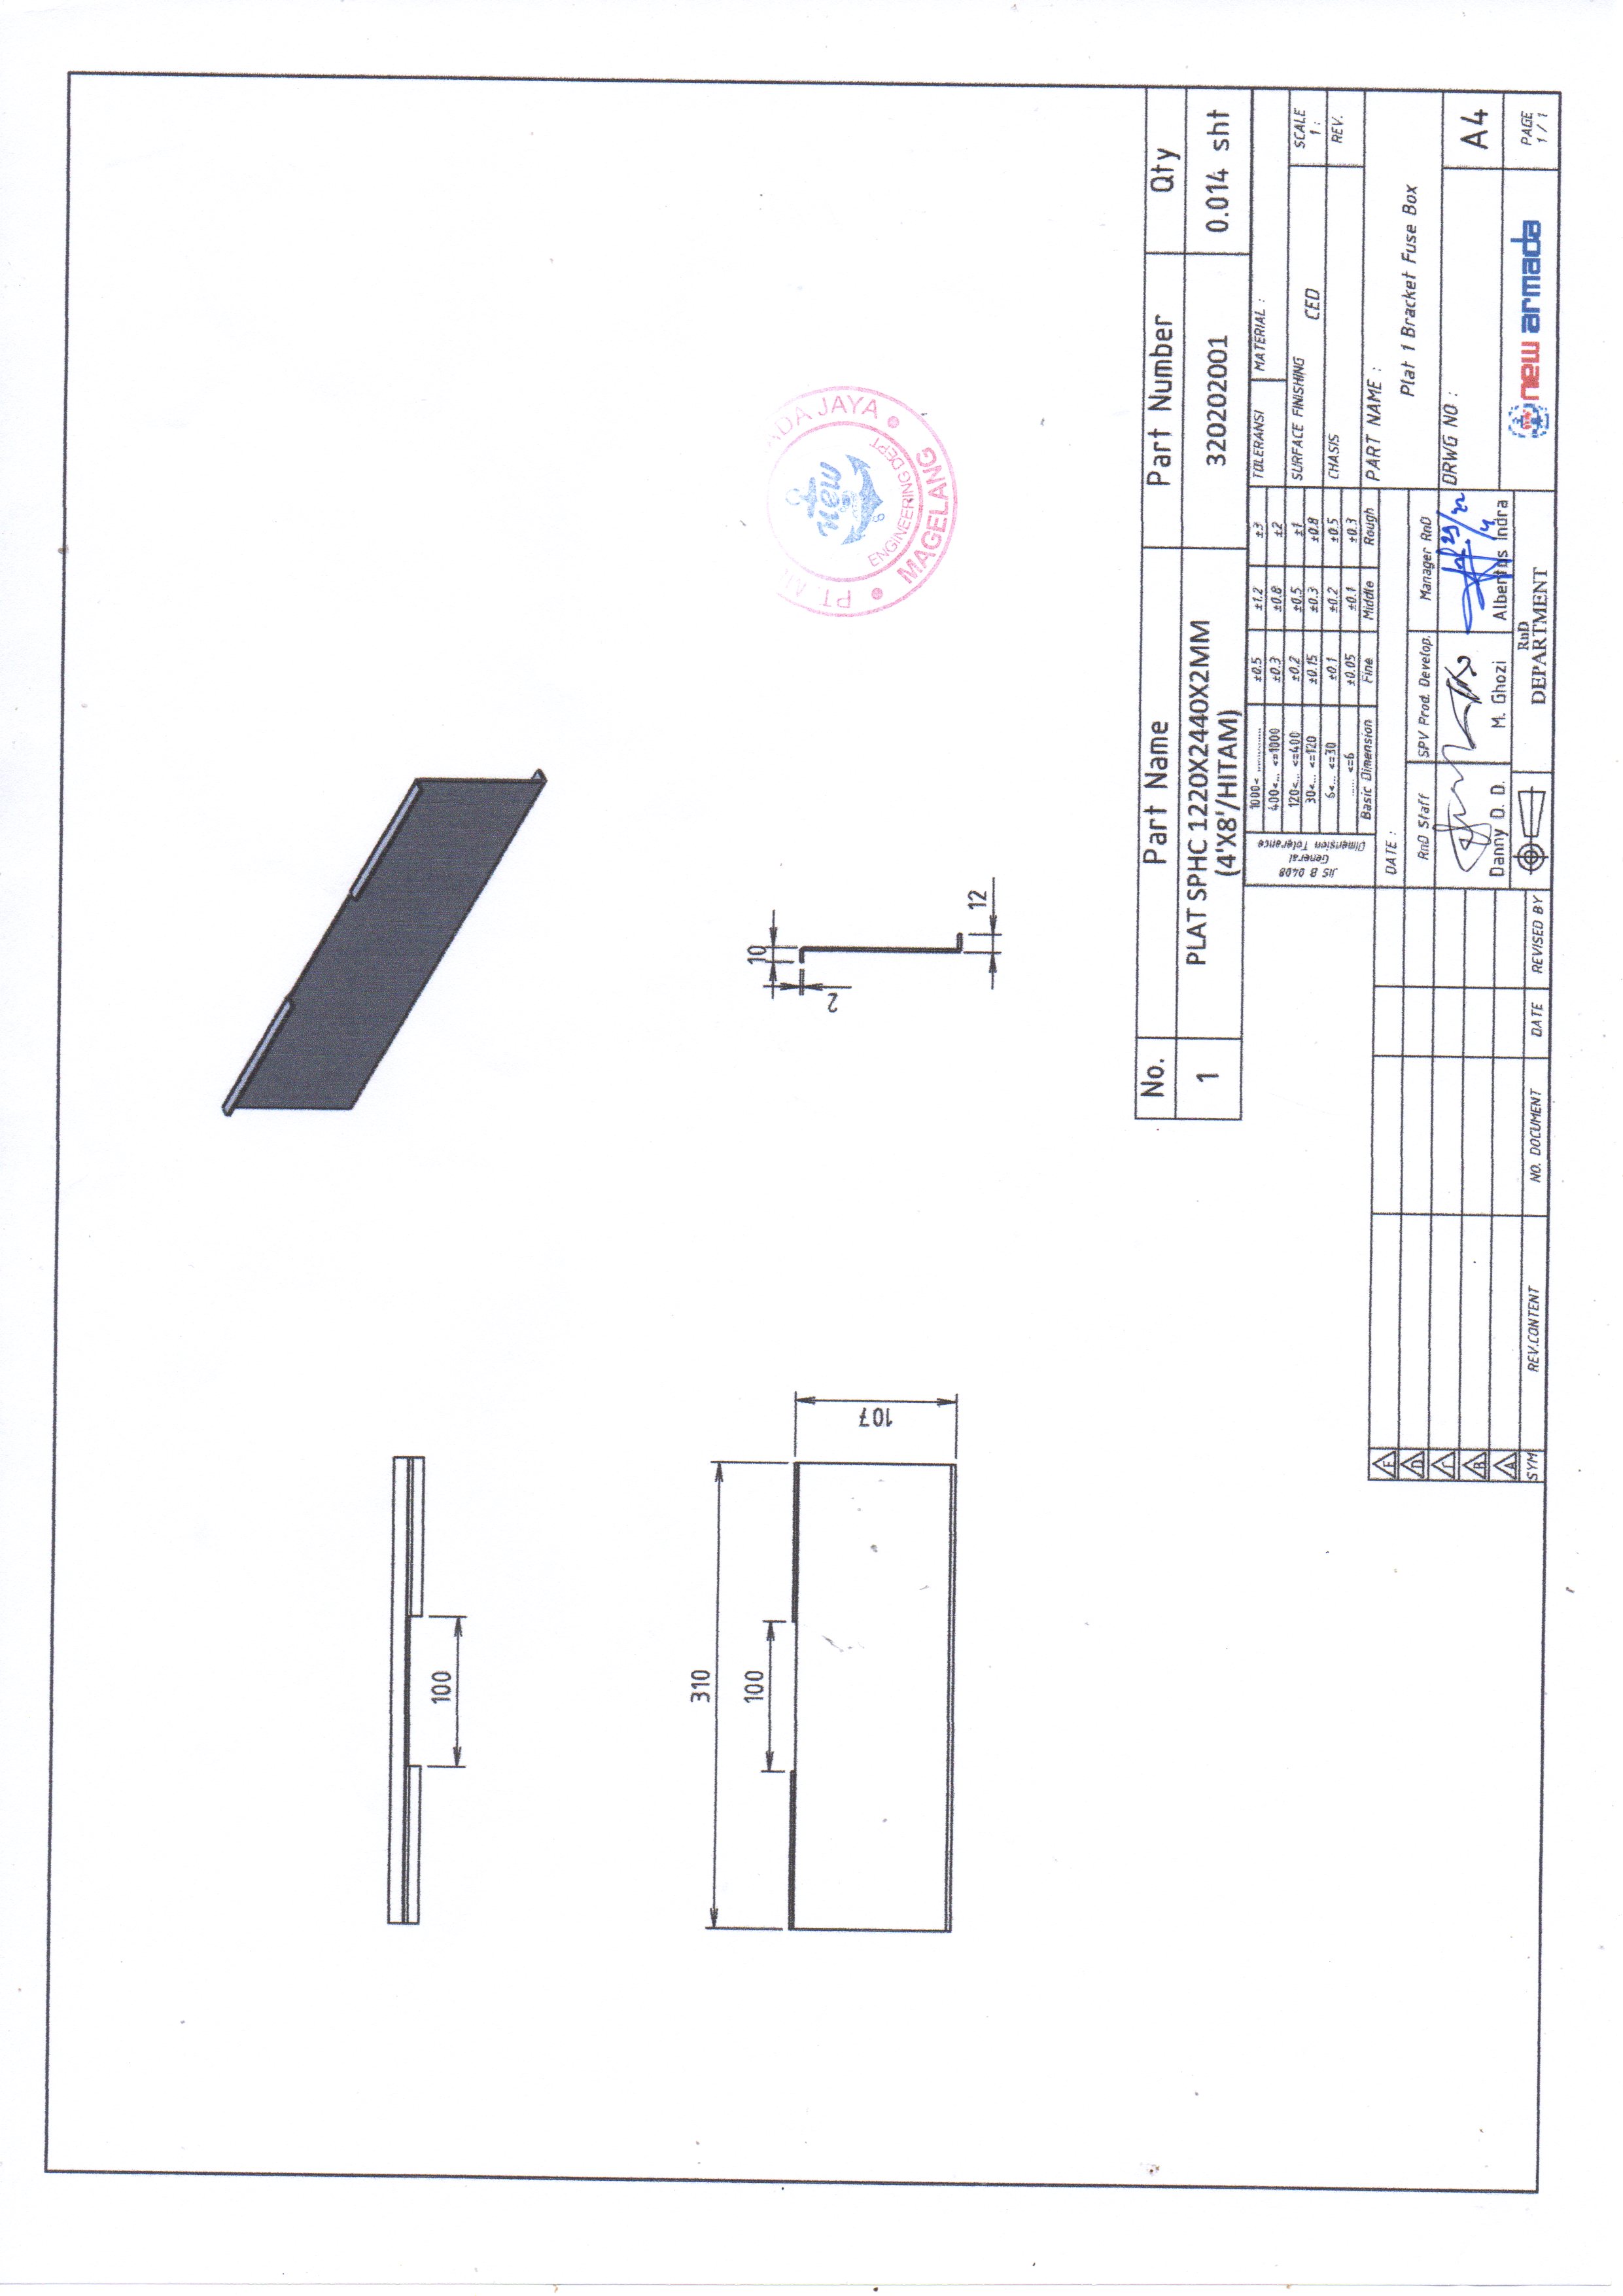 100
310
100
107
10
2
12
PT. ADA JAYA
new
ENGINEERING DEPT
MAGELANG
No. Part Name Part Number Qty
1 PLAT SPHC 1220X2440X2MM 320202001 0.014 sht
(4'X8'/HITAM)
JIS B 0408
General
Dimension Tolerance
1000< .............. ±0.5 ±1.2 ±3
400<... <=1000 ±0.3 ±0.8 ±2
120<... <=400 ±0.2 ±0.5 ±1
30<... <=120 ±0.15 ±0.3 ±0.8
6<... <=30 ±0.1 ±0.2 ±0.5
...... <=6 ±0.05 ±0.1 ±0.3
Basic Dimension Fine Middle Rough
TOLERANSI MATERIAL :
SURFACE FINISHING
CED
SCALE
1 :
CHASIS
REV.
PART NAME :
Plat 1 Bracket Fuse Box
DATE :
RnD Staff SPV Prod. Develop. Manager RnD
29/4/22
Danny D. D. M. Ghozi Albertus Indra
DRWG NO :
A4
RnD
DEPARTMENT
new armada
PAGE
1 / 1
E
D
B
A
SYM REV.CONTENT NO. DOCUMENT DATE REVISED BY